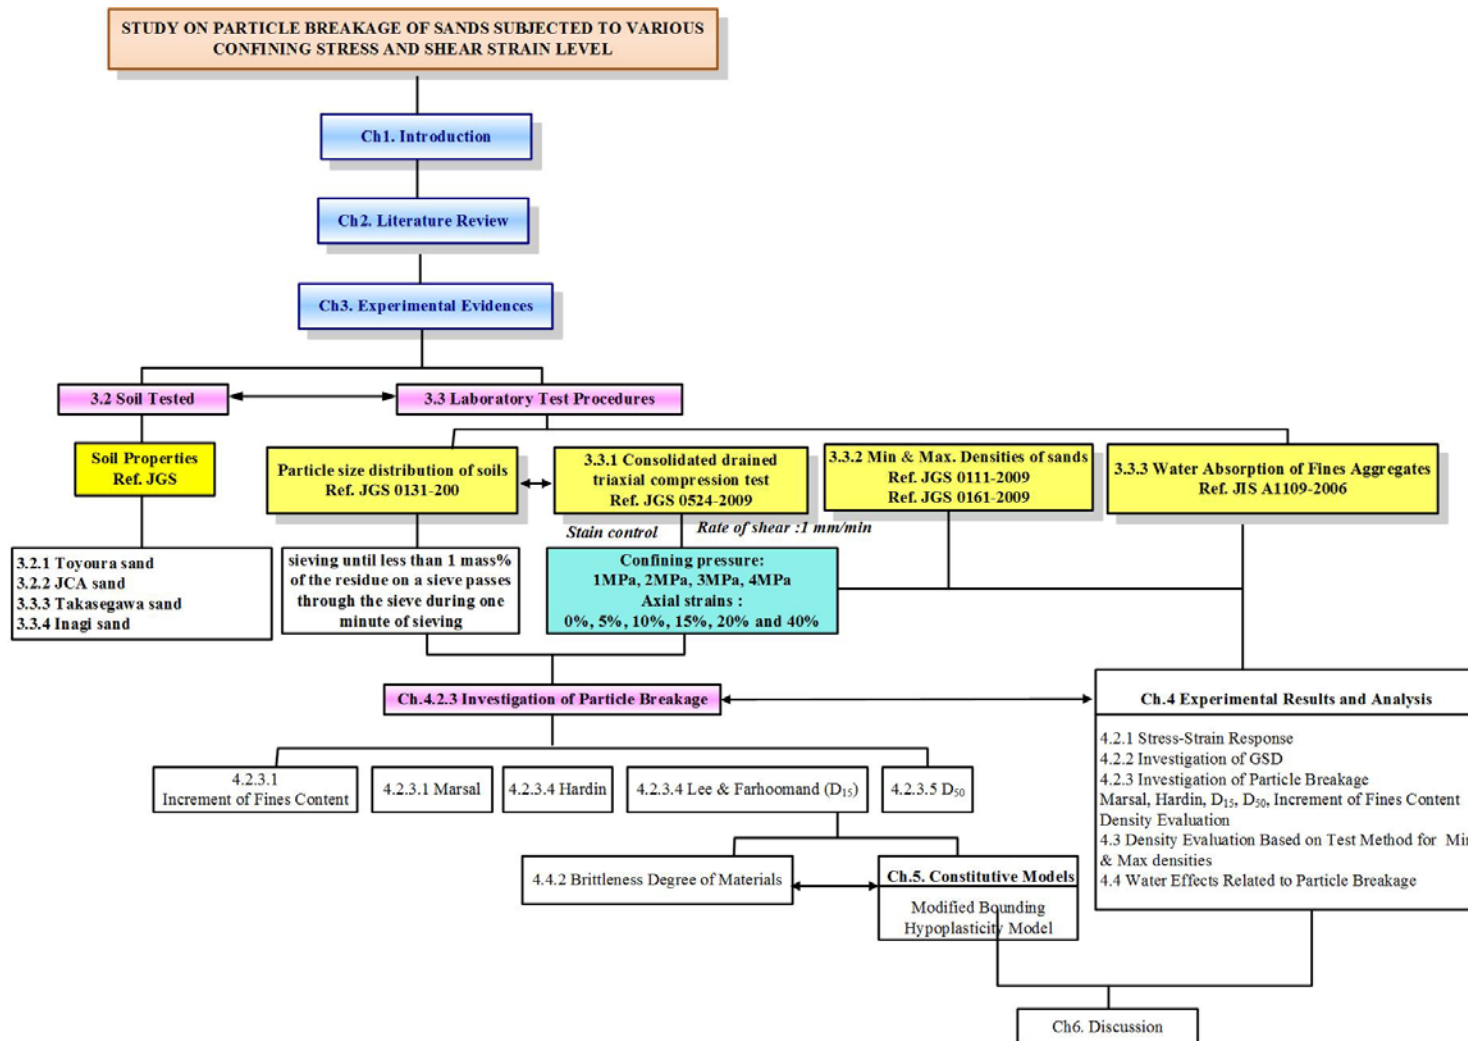 STUDY ON PARTICLE BREAKAGE OF SANDS SUBJECTED TO VARIOUS
CONFINING STRESS AND SHEAR STRAIN LEVEL
Ch1. Introduction
Ch2. Literature Review
Ch3. Experimental Evidences
3.2 Soil Tested
3.3 Laboratory Test Procedures
Soil Properties
Ref. JGS
Particle size distribution of soils
Ref. JGS 0131-200
3.3.1 Consolidated drained
triaxial compression test
Ref. JGS 0524-2009
3.3.2 Min & Max. Densities of sands
Ref. JGS 0111-2009
Ref. JGS 0161-2009
3.3.3 Water Absorption of Fines Aggregates
Ref. JIS A1109-2006
Stain control
Rate of shear :1 mm/min
3.2.1 Toyoura sand
3.2.2 JCA sand
3.3.3 Takasegawa sand
3.3.4 Inagi sand
sieving until less than 1 mass%
of the residue on a sieve passes
through the sieve during one
minute of sieving
Confining pressure:
1MPa, 2MPa, 3MPa, 4MPa
Axial strains :
0%, 5%, 10%, 15%, 20% and 40%
Ch.4.2.3 Investigation of Particle Breakage
Ch.4 Experimental Results and Analysis
4.2.1 Stress-Strain Response
4.2.2 Investigation of GSD
4.2.3 Investigation of Particle Breakage
Marsal, Hardin, D15, D50, Increment of Fines Content
Density Evaluation
4.3 Density Evaluation Based on Test Method for Min
& Max densities
4.4 Water Effects Related to Particle Breakage
4.2.3.1
Increment of Fines Content
4.2.3.1 Marsal
4.2.3.4 Hardin
4.2.3.4 Lee & Farhoomand (D15)
4.2.3.5 D50
4.4.2 Brittleness Degree of Materials
Ch.5. Constitutive Models
Modified Bounding
Hypoplasticity Model
Ch6. Discussion